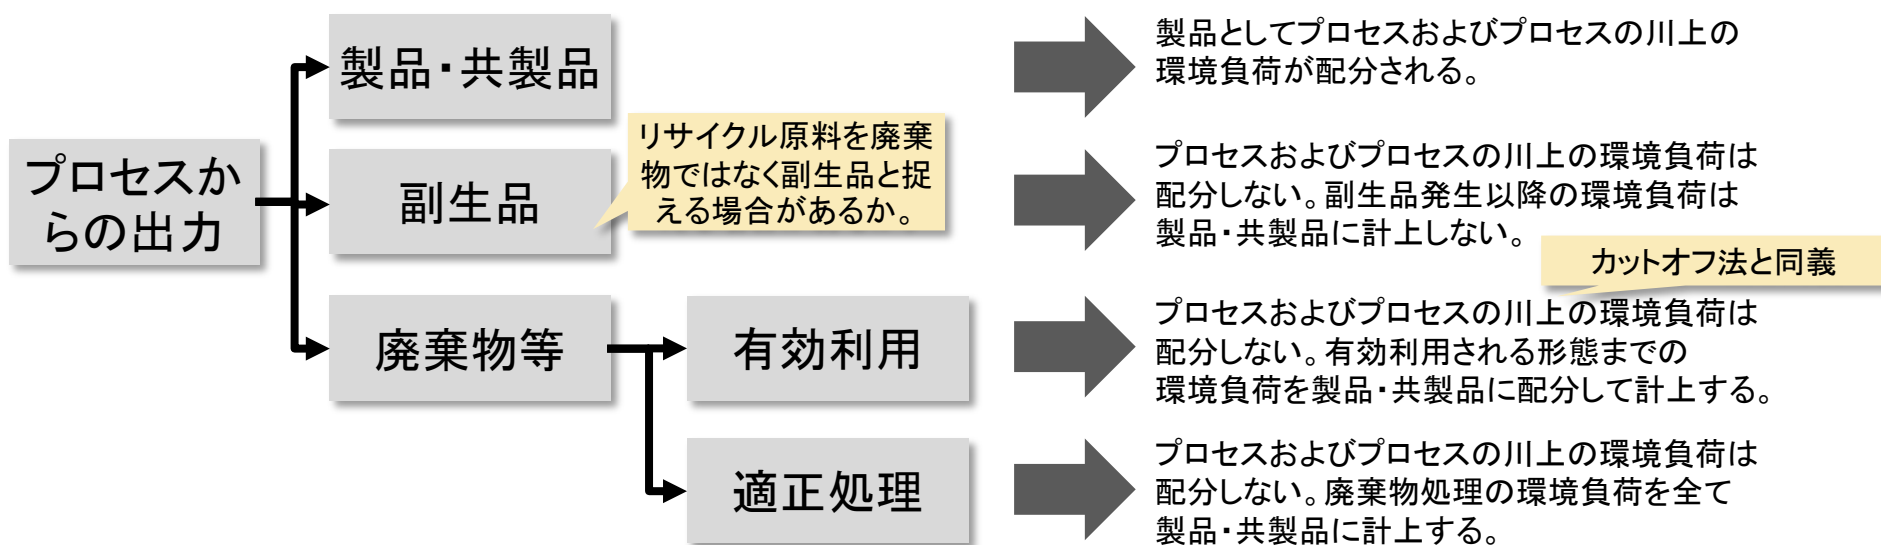 プロセスか
らの出力
製品・共製品
製品としてプロセスおよびプロセスの川上の
環境負荷が配分される。
副生品
リサイクル原料を廃棄
物ではなく副生品と捉
える場合があるか。
プロセスおよびプロセスの川上の環境負荷は
配分しない。副生品発生以降の環境負荷は
製品・共製品に計上しない。
カットオフ法と同義
廃棄物等
有効利用
プロセスおよびプロセスの川上の環境負荷は
配分しない。有効利用される形態までの
環境負荷を製品・共製品に配分して計上する。
適正処理
プロセスおよびプロセスの川上の環境負荷は
配分しない。廃棄物処理の環境負荷を全て
製品・共製品に計上する。